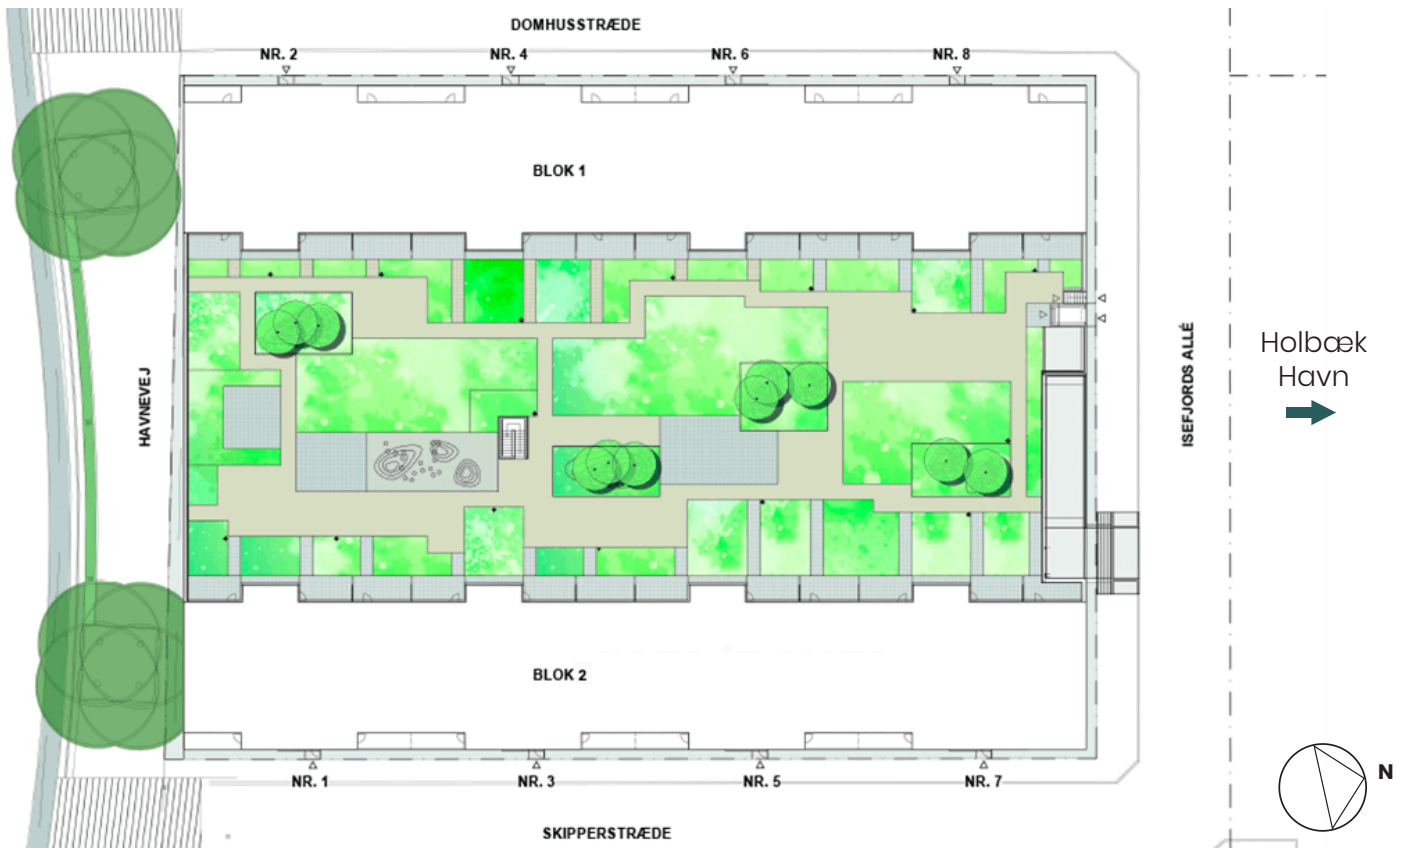 DOMHUSSTRÆDE
NR. 2
NR. 4
NR. 6
NR. 8
BLOK 1
HAVNEVEJ
ISEFJORDS ALLÉ
Holbæk
Havn
BLOK 2
NR. 1
NR. 3
NR. 5
NR. 7
N
SKIPPERSTRÆDE